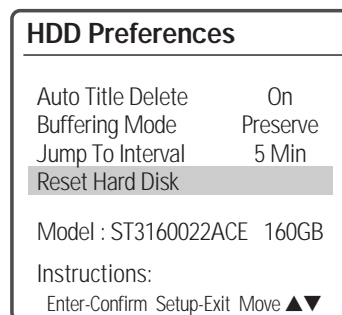 HDD Preferences
Auto Title Delete On
Buffering Mode Preserve
Jump To Interval 5 Min
Reset Hard Disk
Model : ST3160022ACE 160GB
Instructions:
Enter-Confirm Setup-Exit Move ▲▼